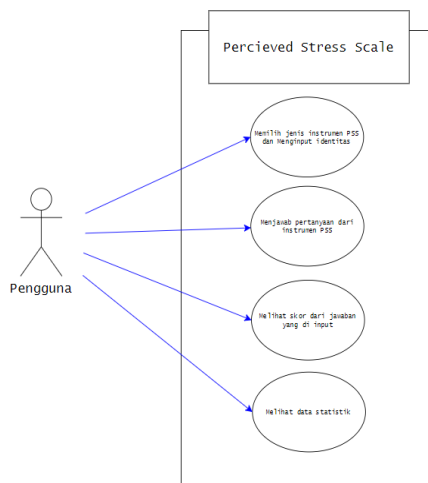 Percieved Stress Scale
Memilih jenis instrumen PSS
dan Menginput identitas
Menjawab pertanyaan dari
instrumen PSS
Pengguna
Melihat skor dari jawaban
yang di input
Melihat data statistik